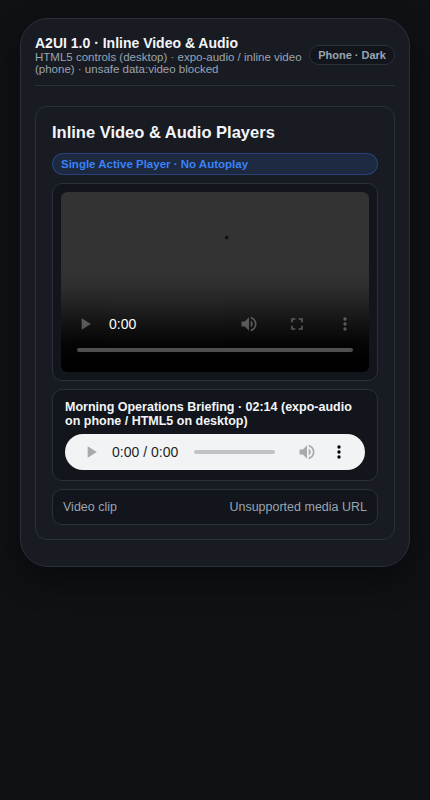 A2UI 1.0 · Inline Video & Audio
HTML5 controls (desktop) · expo-audio / inline video
(phone) · unsafe data:video blocked
Phone · Dark
Inline Video & Audio Players
Single Active Player · No Autoplay
0:00
Morning Operations Briefing · 02:14 (expo-audio
on phone / HTML5 on desktop)
0:00 / 0:00
Video clip
Unsupported media URL